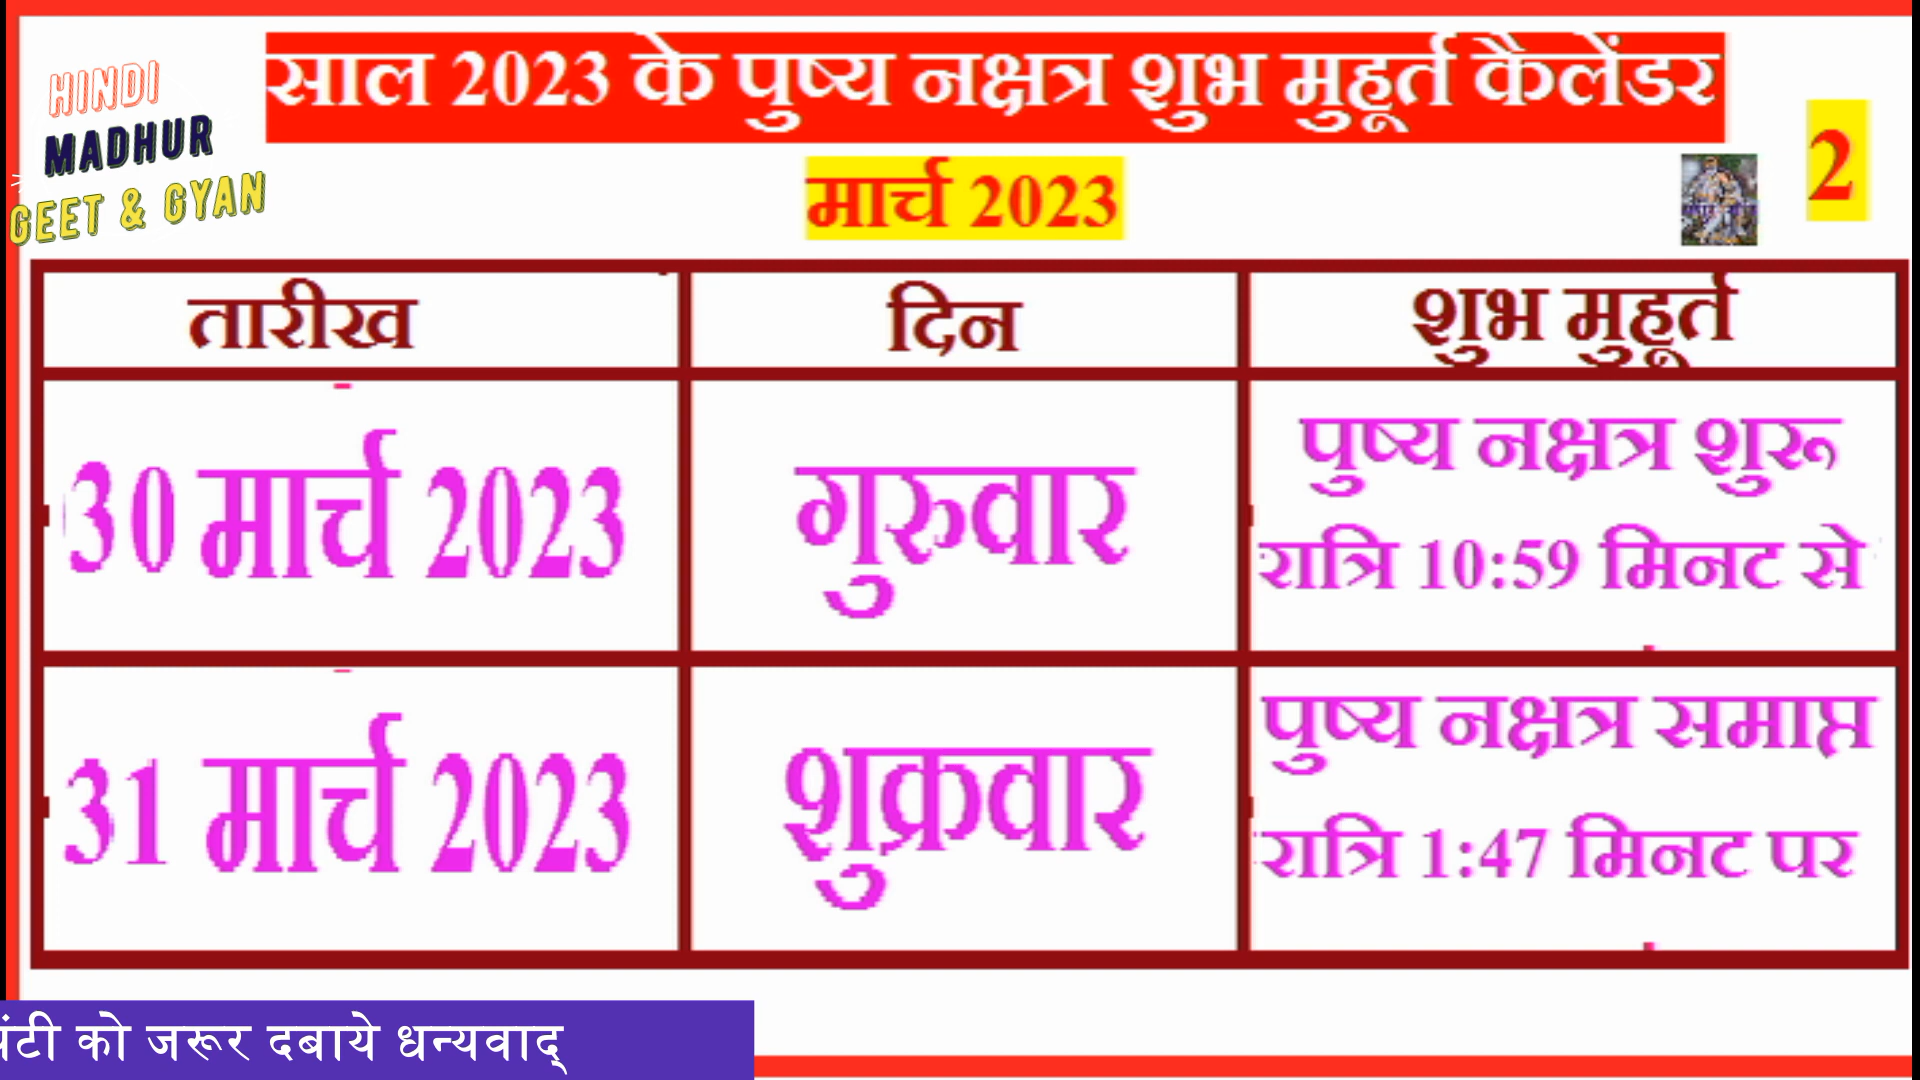 साल 2023 के पुष्य नक्षत्र शुभ मुहूर्त कैलेंडर
HINDI
MADHUR
GEET & GYAN
मार्च 2023
2
तारीख दिन शुभ मुहूर्त
30 मार्च 2023 गुरुवार पुष्य नक्षत्र शुरू
रात्रि 10:59 मिनट से
31 मार्च 2023 शुक्रवार पुष्य नक्षत्र समाप्त
रात्रि 1:47 मिनट पर
को जरूर दबाये धन्यवाद्